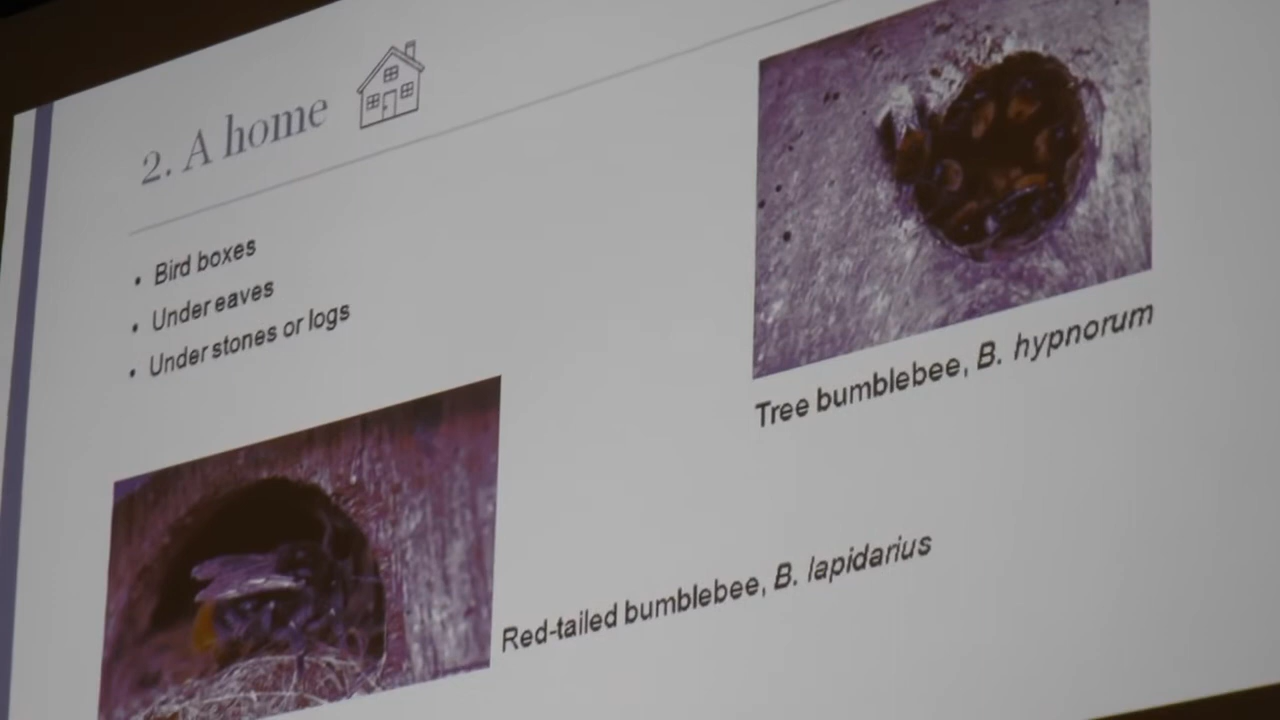 2. A home
• Bird boxes
• Under eaves
• Under stones or logs
Tree bumblebee, B. hypnorum
Red-tailed bumblebee, B. lapidarius